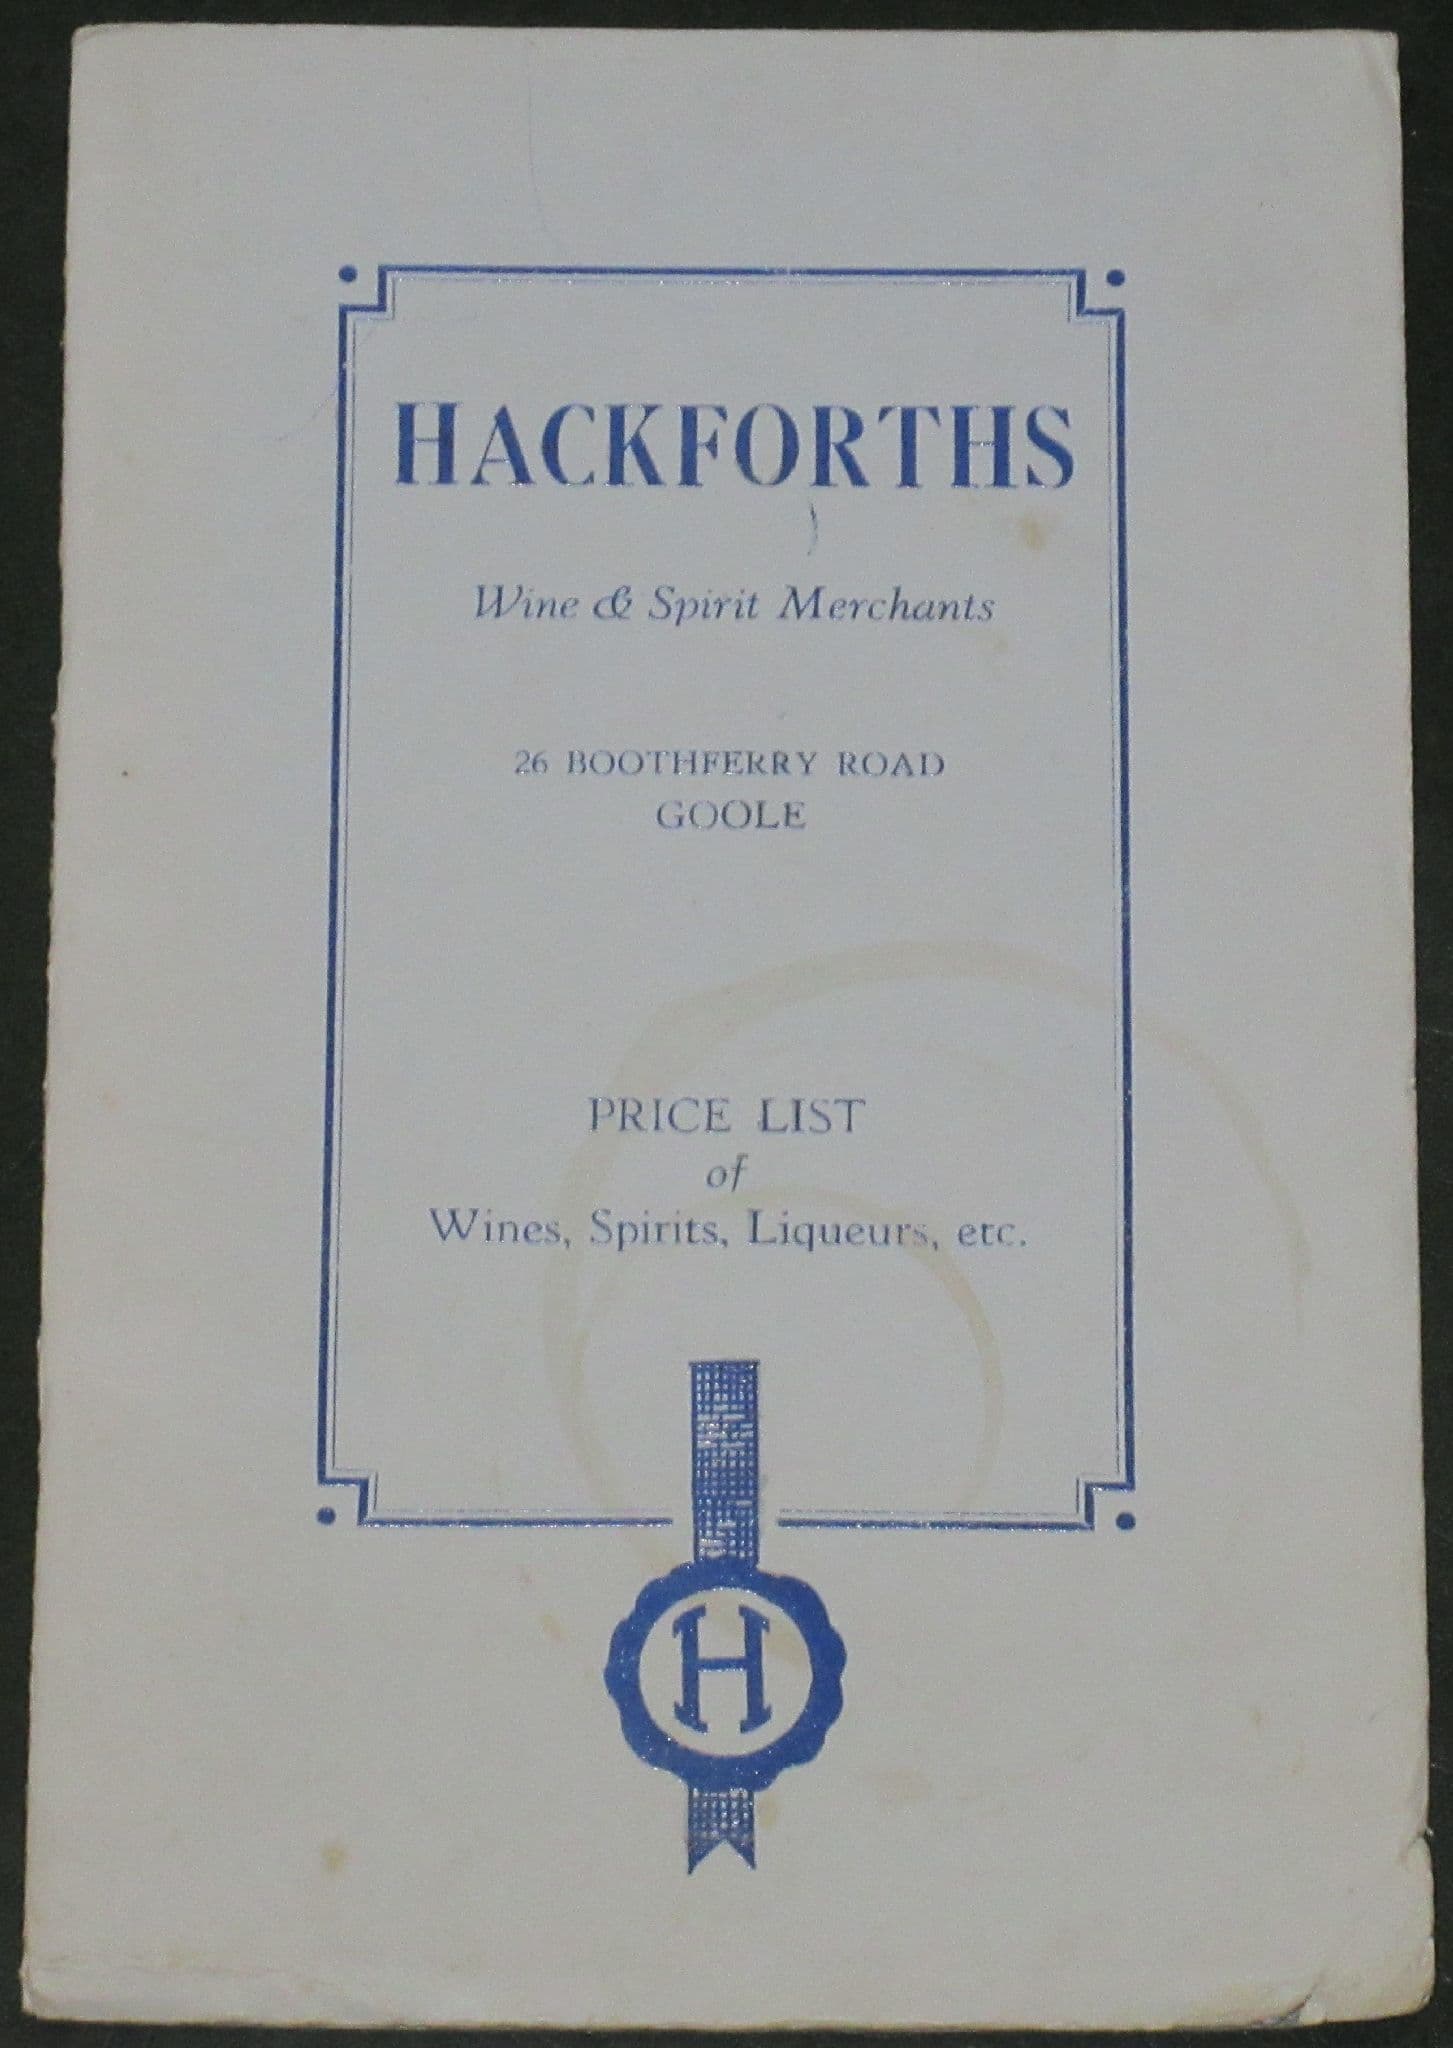 HACKFORTHS
Wine & Spirit Merchants
26 BOOTHFERRY ROAD
GOOLE
PRICE LIST
of
Wines, Spirits, Liqueurs, etc.
H